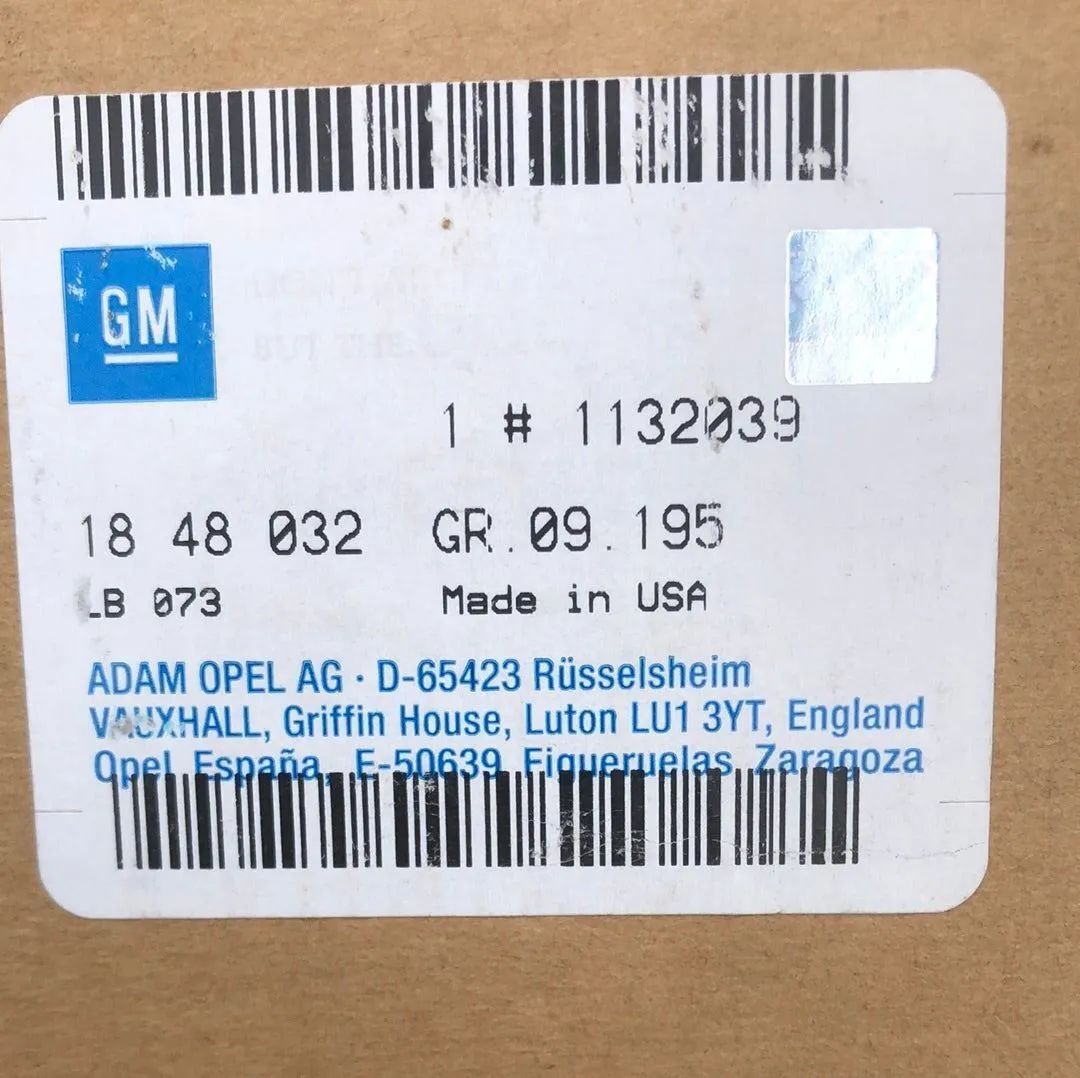 GM
1 # 1132039
18 48 032 GR.09.195
LB 073 Made in USA
ADAM OPEL AG · D-65423 Rüsselsheim
VAUXHALL, Griffin House, Luton LU1 3YT, England
Opel España, E-50639 Figueruelas Zaragoza